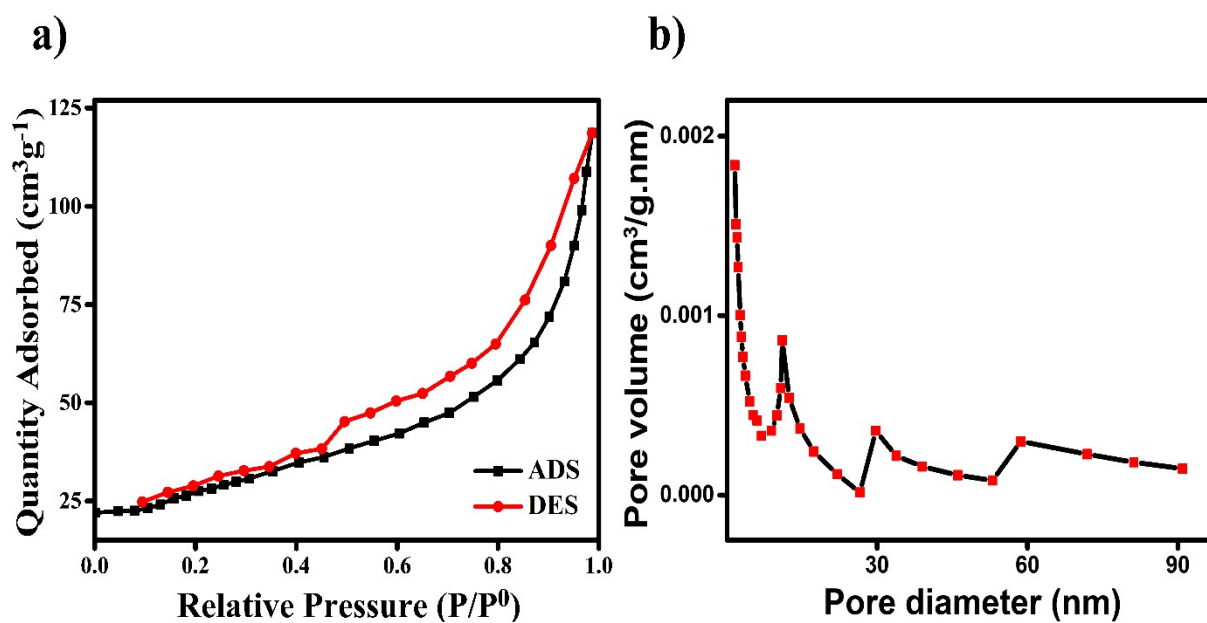 a)
b)
Quantity Adsorbed (cm³g⁻¹)
125
100
75
50
25
ADS
DES
0.0 0.2 0.4 0.6 0.8 1.0
Relative Pressure (P/P⁰)
Pore volume (cm³/g.nm)
0.002
0.001
0.000
30 60 90
Pore diameter (nm)